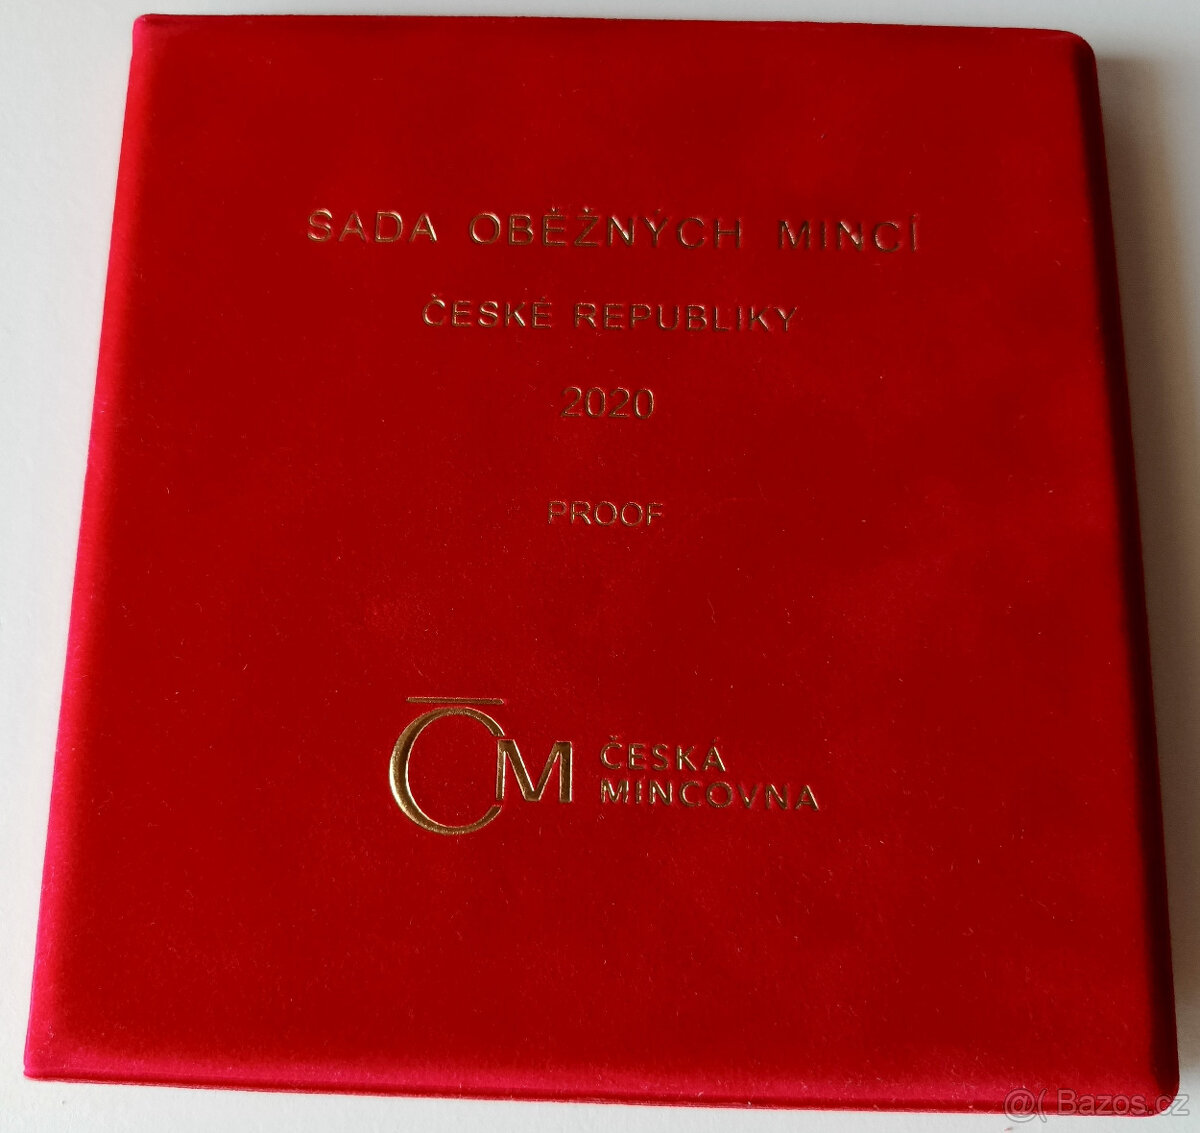 SADA OBĚŽNÝCH MINCÍ
ČESKÉ REPUBLIKY
2020
PROOF
ČM ČESKÁ
MINCOVNA
@( Bazos.cz